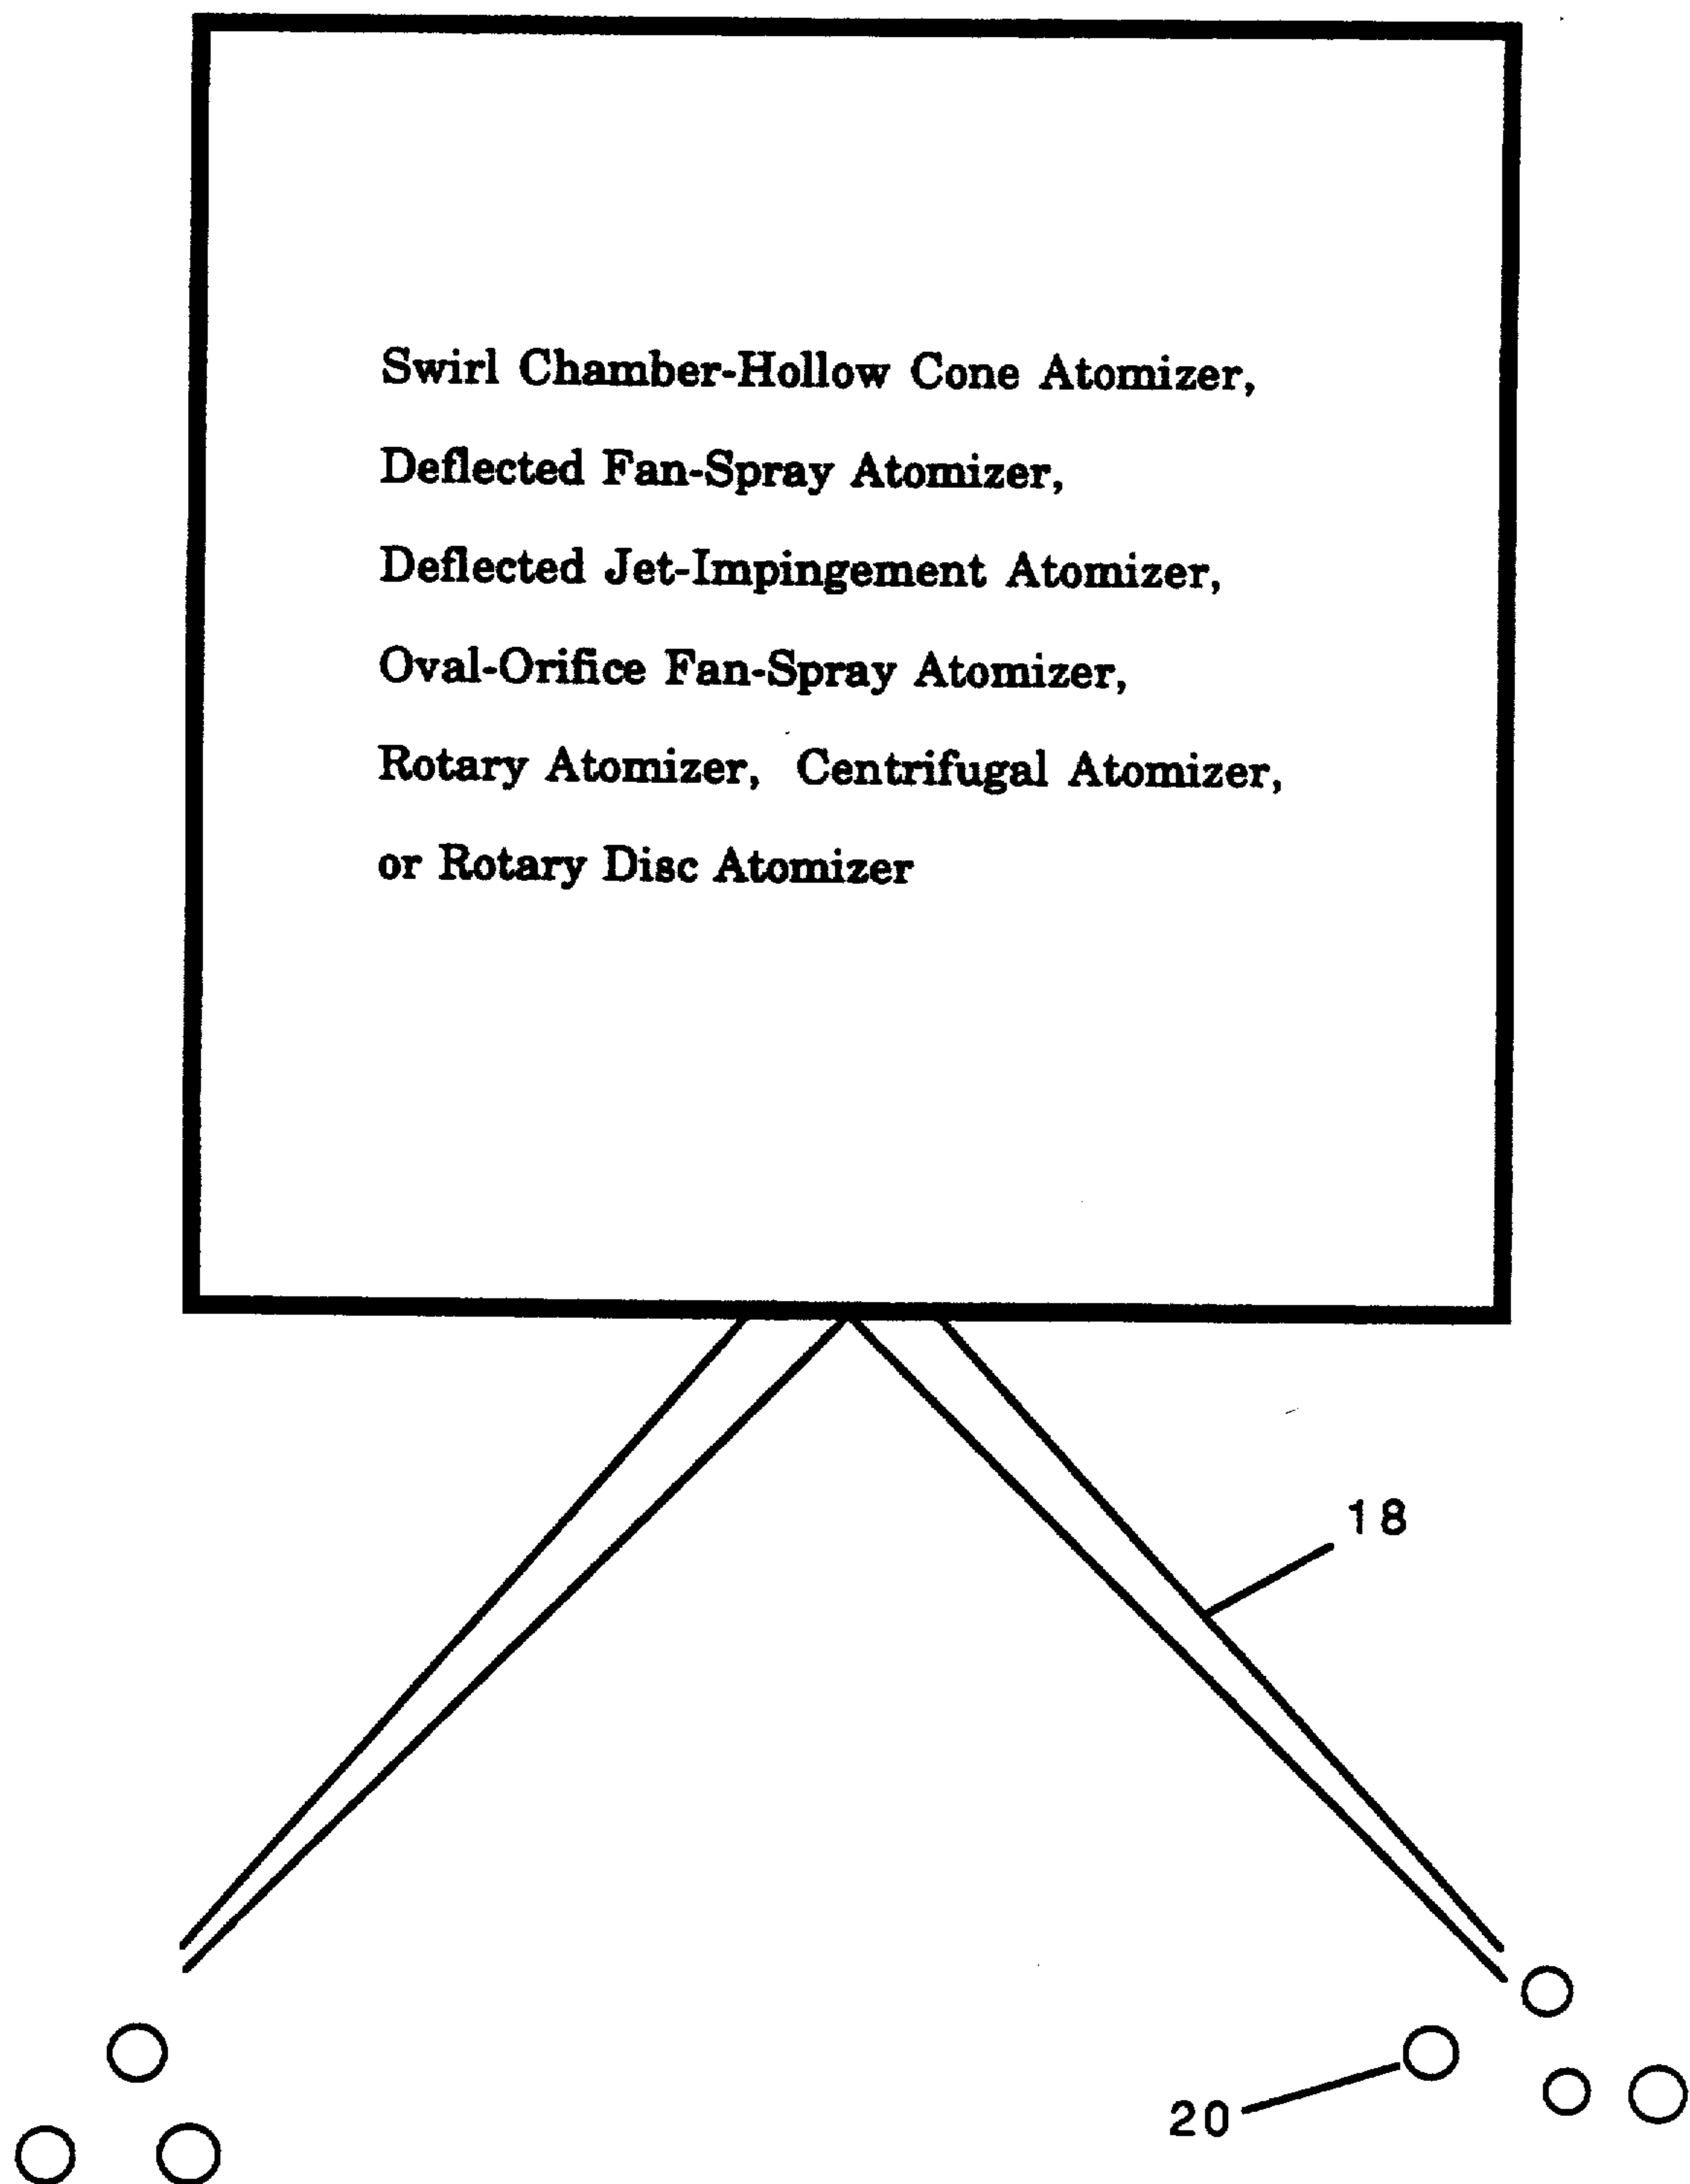 Swirl Chamber-Hollow Cone Atomizer,
Deflected Fan-Spray Atomizer,
Deflected Jet-Impingement Atomizer,
Oval-Orifice Fan-Spray Atomizer,
Rotary Atomizer, Centrifugal Atomizer,
or Rotary Disc Atomizer
18
20